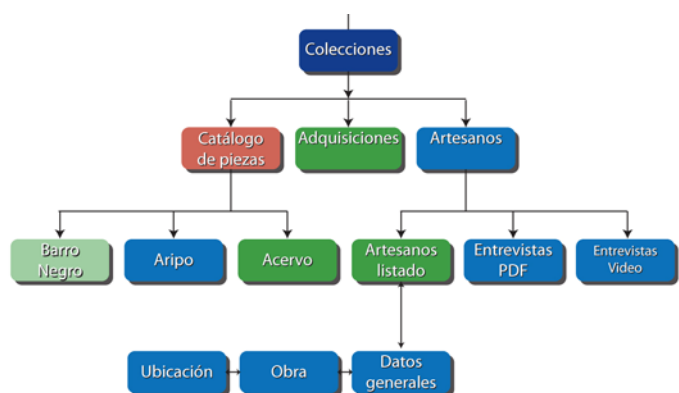 Colecciones
Catálogo
de piezas
Adquisiciones
Artesanos
Barro
Negro
Aripo
Acervo
Artesanos
listado
Entrevistas
PDF
Entrevistas
Video
Ubicación
Obra
Datos
generales